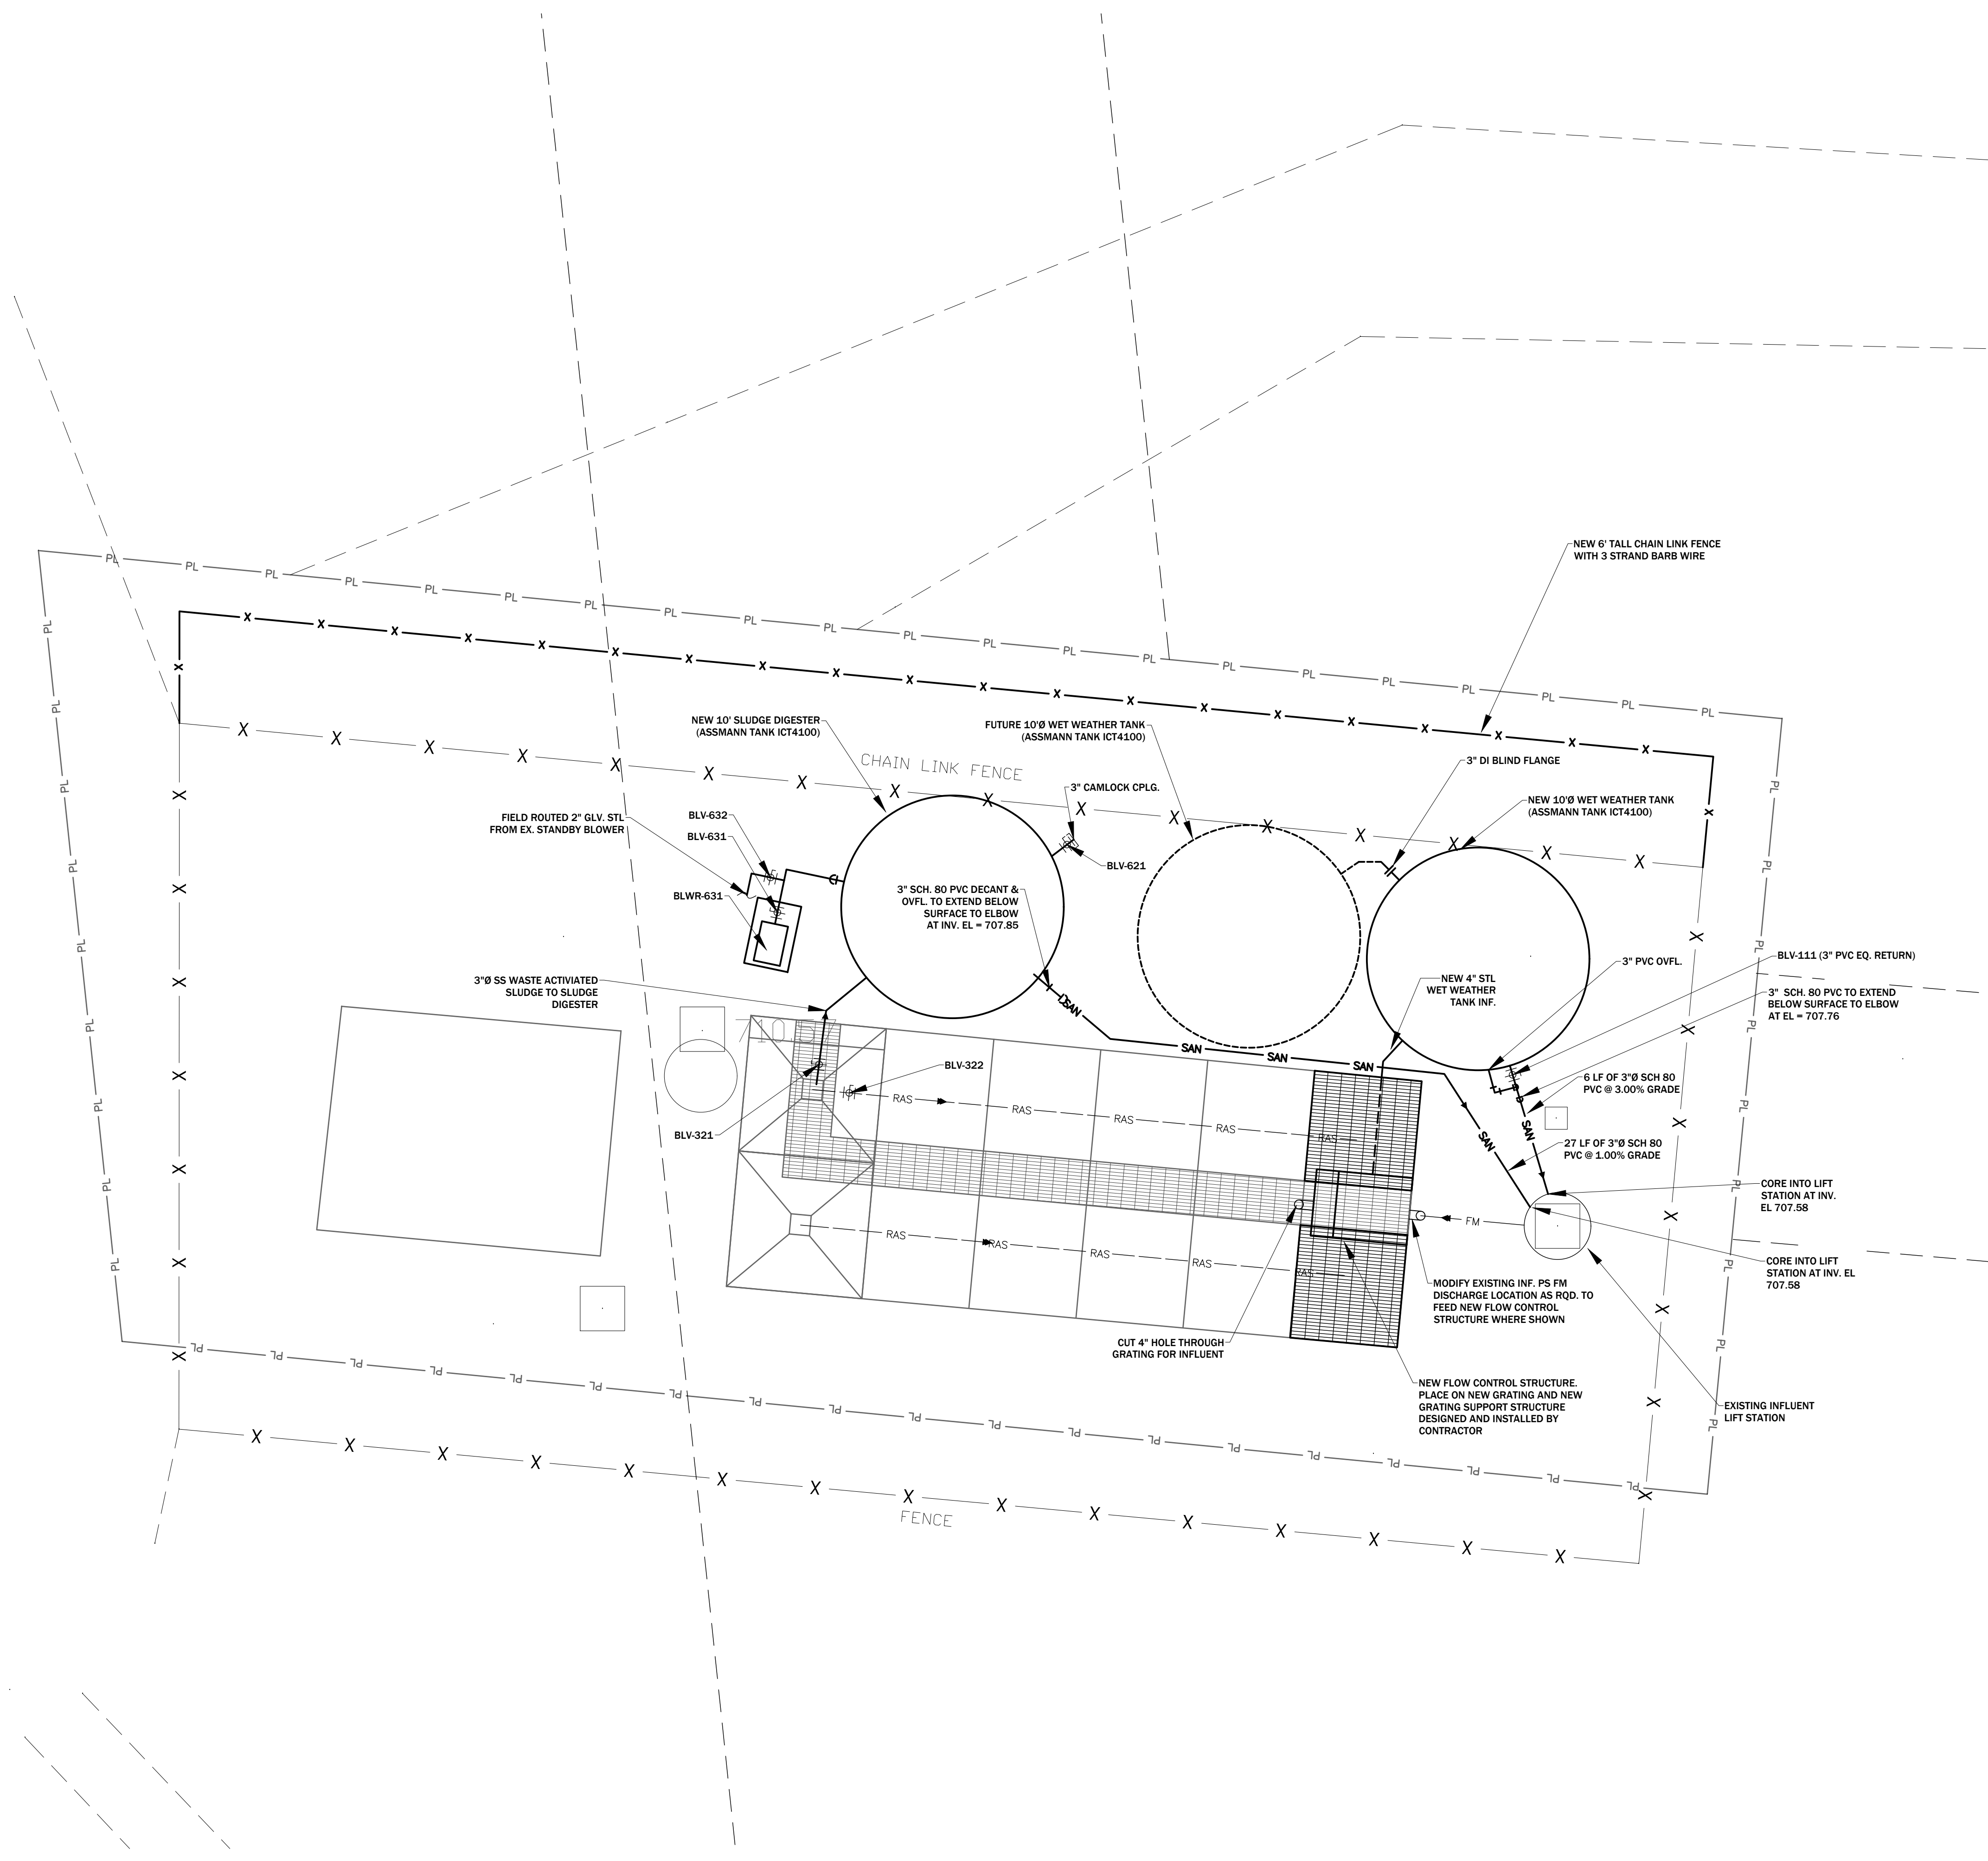 NEW 6' TALL CHAIN LINK FENCE
WITH 3 STRAND BARB WIRE
NEW 10' SLUDGE DIGESTER
(ASSMANN TANK ICT4100)
FUTURE 10'Ø WET WEATHER TANK
(ASSMANN TANK ICT4100)
CHAIN LINK FENCE
3" DI BLIND FLANGE
3" CAMLOCK CPLG.
NEW 10'Ø WET WEATHER TANK
(ASSMANN TANK ICT4100)
FIELD ROUTED 2" GLV. STL
FROM EX. STANDBY BLOWER
BLV-632
BLV-631
BLV-621
BLWR-631
3" SCH. 80 PVC DECANT &
OVFL. TO EXTEND BELOW
SURFACE TO ELBOW
AT INV. EL = 707.85
3" PVC OVFL.
BLV-111 (3" PVC EQ. RETURN)
3"Ø SS WASTE ACTIVIATED
SLUDGE TO SLUDGE
DIGESTER
NEW 4" STL
WET WEATHER
TANK INF.
3"  SCH. 80 PVC TO EXTEND
BELOW SURFACE TO ELBOW
AT EL = 707.76
SAN
SAN
SAN
SAN
BLV-322
6 LF OF 3"Ø SCH 80
PVC @ 3.00% GRADE
RAS
RAS
RAS
RAS
RAS
BLV-321
SAN
SAN
27 LF OF 3"Ø SCH 80
PVC @ 1.00% GRADE
CORE INTO LIFT
STATION AT INV.
EL 707.58
FM
RAS
RAS
RAS
RAS
RAS
CORE INTO LIFT
STATION AT INV. EL
707.58
MODIFY EXISTING INF. PS FM
DISCHARGE LOCATION AS RQD. TO
FEED NEW FLOW CONTROL
STRUCTURE WHERE SHOWN
CUT 4" HOLE THROUGH
GRATING FOR INFLUENT
NEW FLOW CONTROL STRUCTURE.
PLACE ON NEW GRATING AND NEW
GRATING SUPPORT STRUCTURE
DESIGNED AND INSTALLED BY
CONTRACTOR
EXISTING INFLUENT
LIFT STATION
FENCE